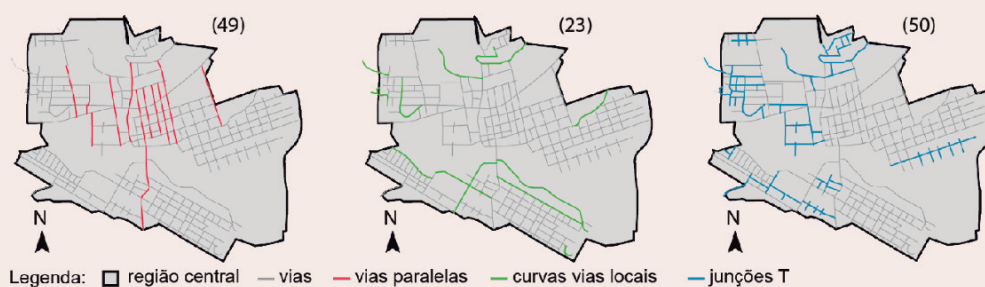 (49) (23) (50)
N N N
Legenda: região central vias vias paralelas curvas vias locais junções T